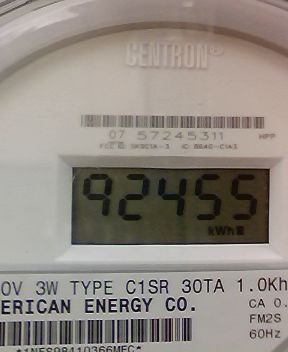 CENTRON®
07 57245311 HPP
92455
kWh
0V 3W TYPE C1SR 30TA 1.0Kh
ERICAN ENERGY CO. CA 0.
FM2S
60Hz